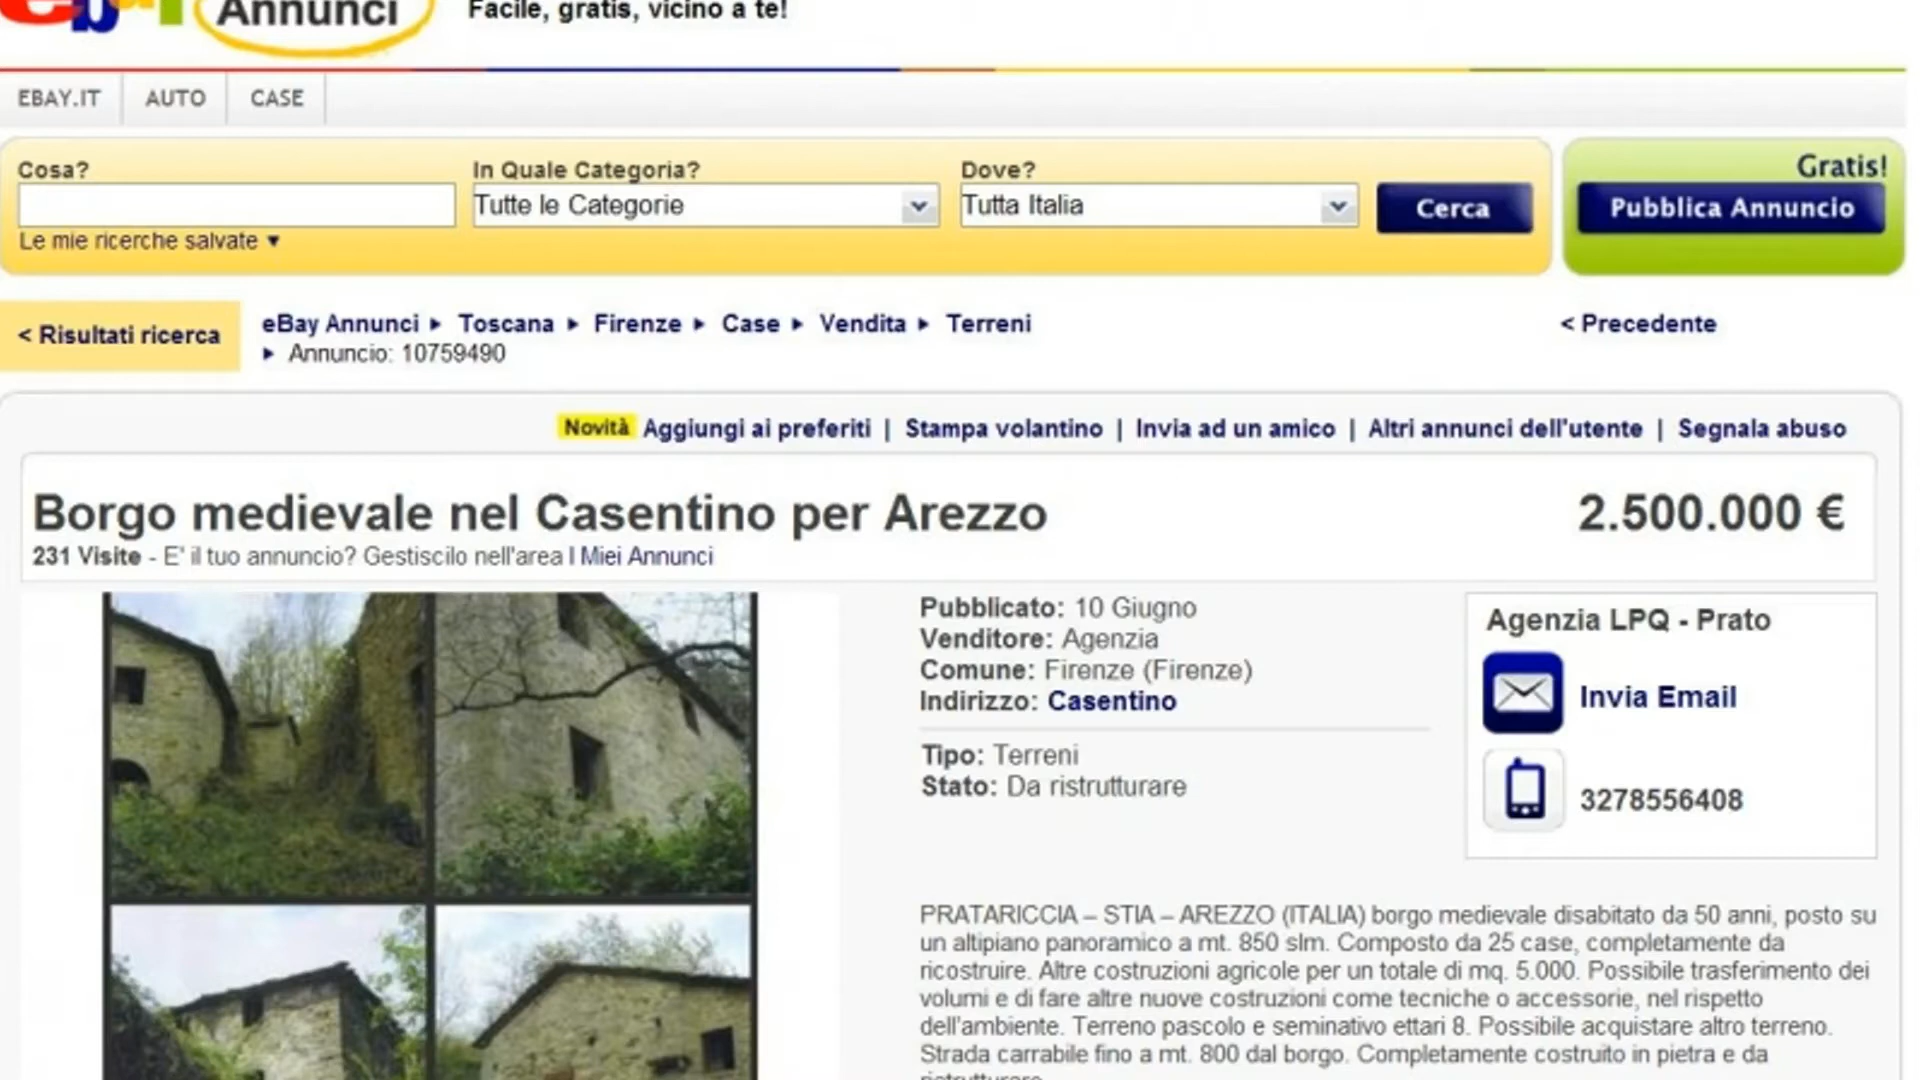 ebay Annunci Facile, gratis, vicino a te!
EBAY.IT AUTO CASE
Gratis!
Cosa? In Quale Categoria? Dove?
Tutte le Categorie Tutta Italia Cerca Pubblica Annuncio
Le mie ricerche salvate ▼
< Risultati ricerca eBay Annunci ▸ Toscana ▸ Firenze ▸ Case ▸ Vendita ▸ Terreni < Precedente
▸ Annuncio: 10759490
Novità Aggiungi ai preferiti | Stampa volantino | Invia ad un amico | Altri annunci dell'utente | Segnala abuso
Borgo medievale nel Casentino per Arezzo 2.500.000 €
231 Visite - E' il tuo annuncio? Gestiscilo nell'area I Miei Annunci
Pubblicato: 10 Giugno
Venditore: Agenzia
Comune: Firenze (Firenze)
Indirizzo: Casentino
Tipo: Terreni
Stato: Da ristrutturare
Agenzia LPQ - Prato
Invia Email
3278556408
PRATARICCIA – STIA – AREZZO (ITALIA) borgo medievale disabitato da 50 anni, posto su
un altipiano panoramico a mt. 850 slm. Composto da 25 case, completamente da
ricostruire. Altre costruzioni agricole per un totale di mq. 5.000. Possibile trasferimento dei
volumi e di fare altre nuove costruzioni come tecniche o accessorie, nel rispetto
dell'ambiente. Terreno pascolo e seminativo ettari 8. Possibile acquistare altro terreno.
Strada carrabile fino a mt. 800 dal borgo. Completamente costruito in pietra e da